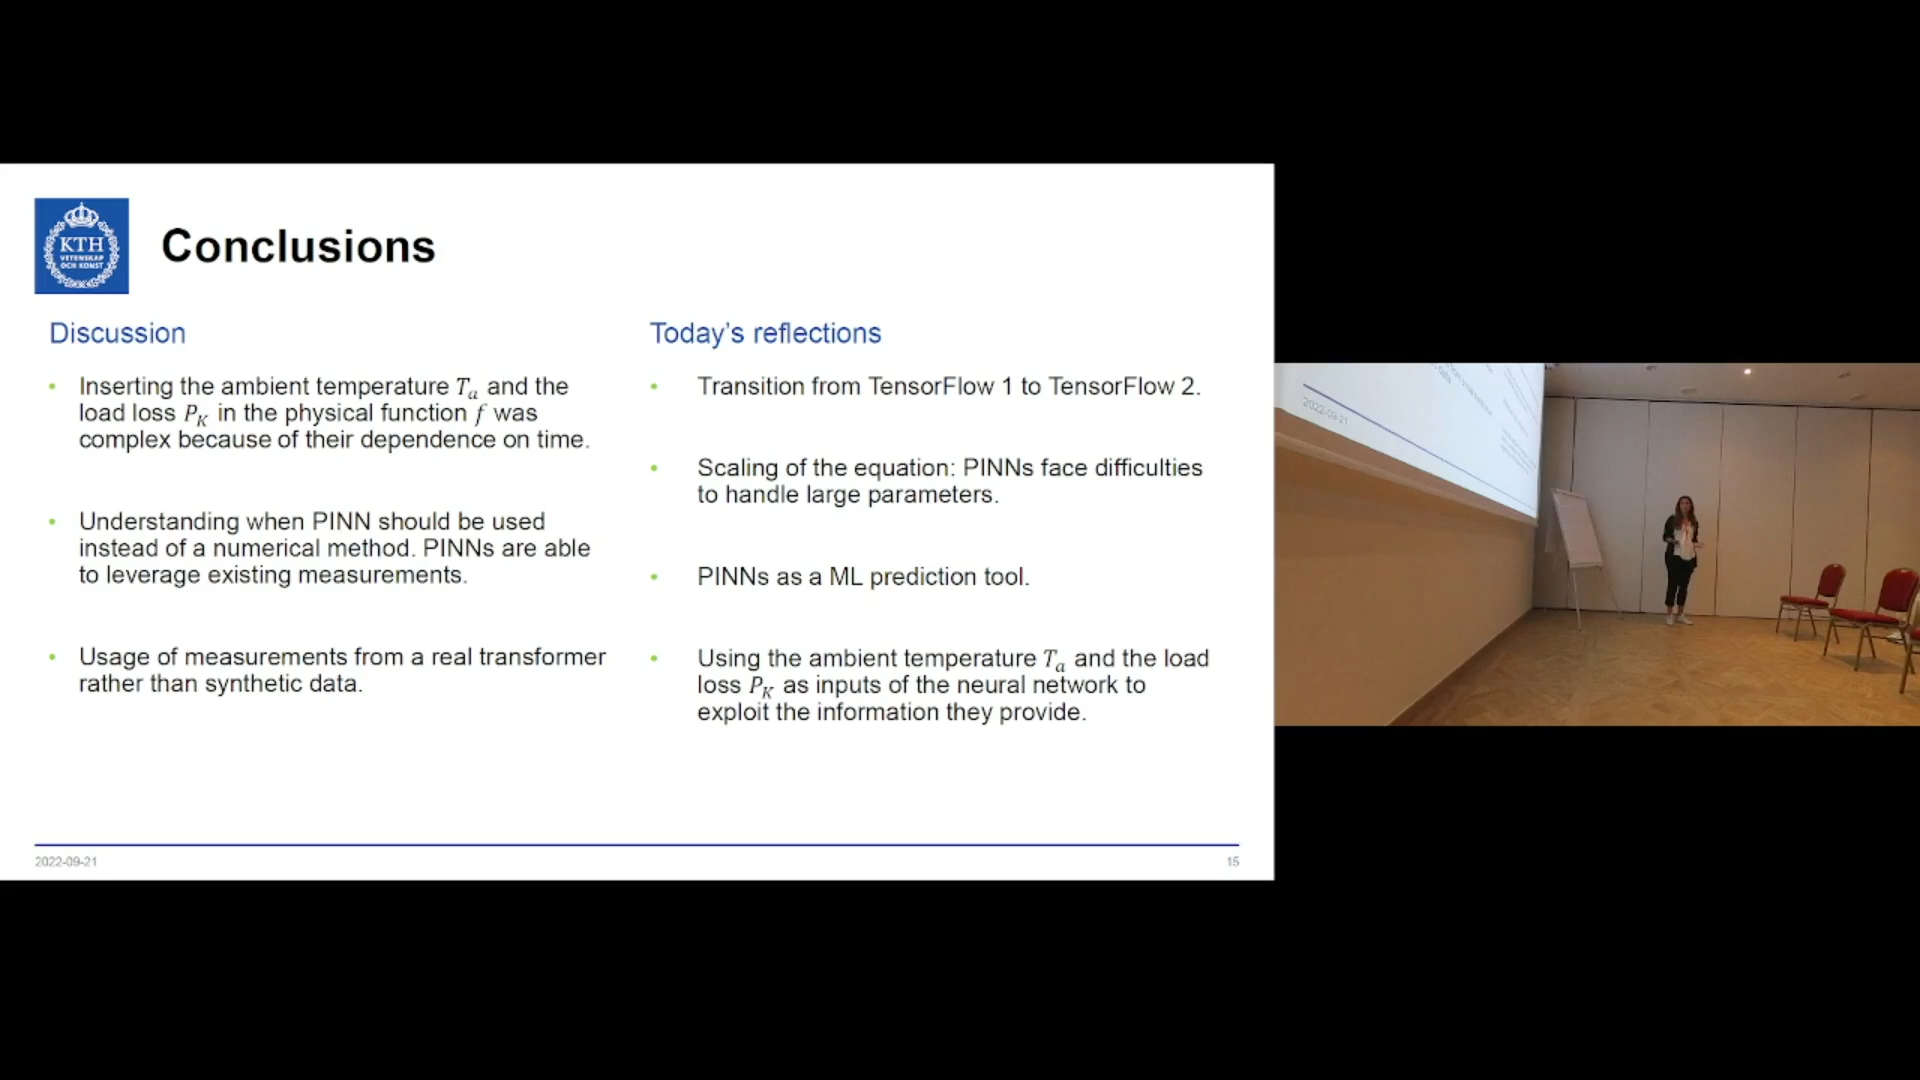 KTH
VETENSKAP
OCH KONST
Conclusions
Discussion
• Inserting the ambient temperature Tₐ and the
load loss P_K in the physical function f was
complex because of their dependence on time.
• Understanding when PINN should be used
instead of a numerical method. PINNs are able
to leverage existing measurements.
• Usage of measurements from a real transformer
rather than synthetic data.
Today's reflections
• Transition from TensorFlow 1 to TensorFlow 2.
• Scaling of the equation: PINNs face difficulties
to handle large parameters.
• PINNs as a ML prediction tool.
• Using the ambient temperature Tₐ and the load
loss P_K as inputs of the neural network to
exploit the information they provide.
2022-09-21
15
2022-09-21